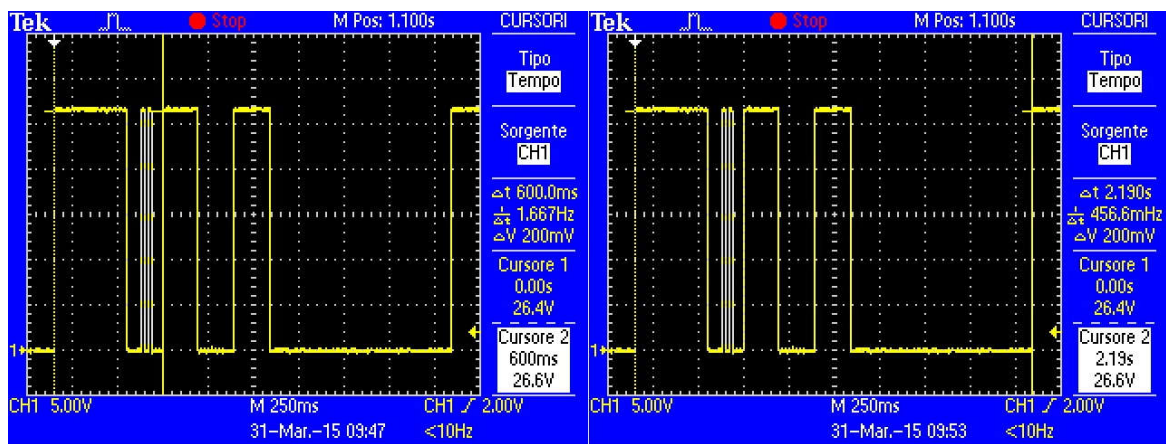 Tek Stop M Pos: 1.100s CURSORI
Tipo
Tempo
Sorgente
CH1
△t 600.0ms
1/△t 1.667Hz
△V 200mV
Cursore 1
0.00s
26.4V
Cursore 2
600ms
26.6V
1
CH1 5.00V M 250ms CH1 / 2.00V
31-Mar.-15 09:47 <10Hz
Tek Stop M Pos: 1.100s CURSORI
Tipo
Tempo
Sorgente
CH1
△t 2.190s
1/△t 456.6mHz
△V 200mV
Cursore 1
0.00s
26.4V
Cursore 2
2.19s
26.6V
1
CH1 5.00V M 250ms CH1 / 2.00V
31-Mar.-15 09:53 <10Hz